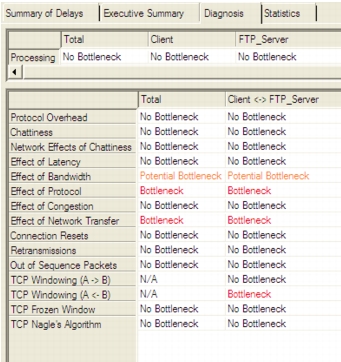 Summary of Delays Executive Summary Diagnosis Statistics
Total Client FTP_Server
Processing No Bottleneck No Bottleneck No Bottleneck
Total Client <-> FTP_Server
Protocol Overhead No Bottleneck No Bottleneck
Chattiness No Bottleneck No Bottleneck
Network Effects of Chattiness No Bottleneck No Bottleneck
Effect of Latency No Bottleneck No Bottleneck
Effect of Bandwidth Potential Bottleneck Potential Bottleneck
Effect of Protocol Bottleneck Bottleneck
Effect of Congestion No Bottleneck No Bottleneck
Effect of Network Transfer Bottleneck Bottleneck
Connection Resets No Bottleneck No Bottleneck
Retransmissions No Bottleneck No Bottleneck
Out of Sequence Packets No Bottleneck No Bottleneck
TCP Windowing (A -> B) N/A No Bottleneck
TCP Windowing (A <- B) N/A Bottleneck
TCP Frozen Window No Bottleneck No Bottleneck
TCP Nagle's Algorithm No Bottleneck No Bottleneck